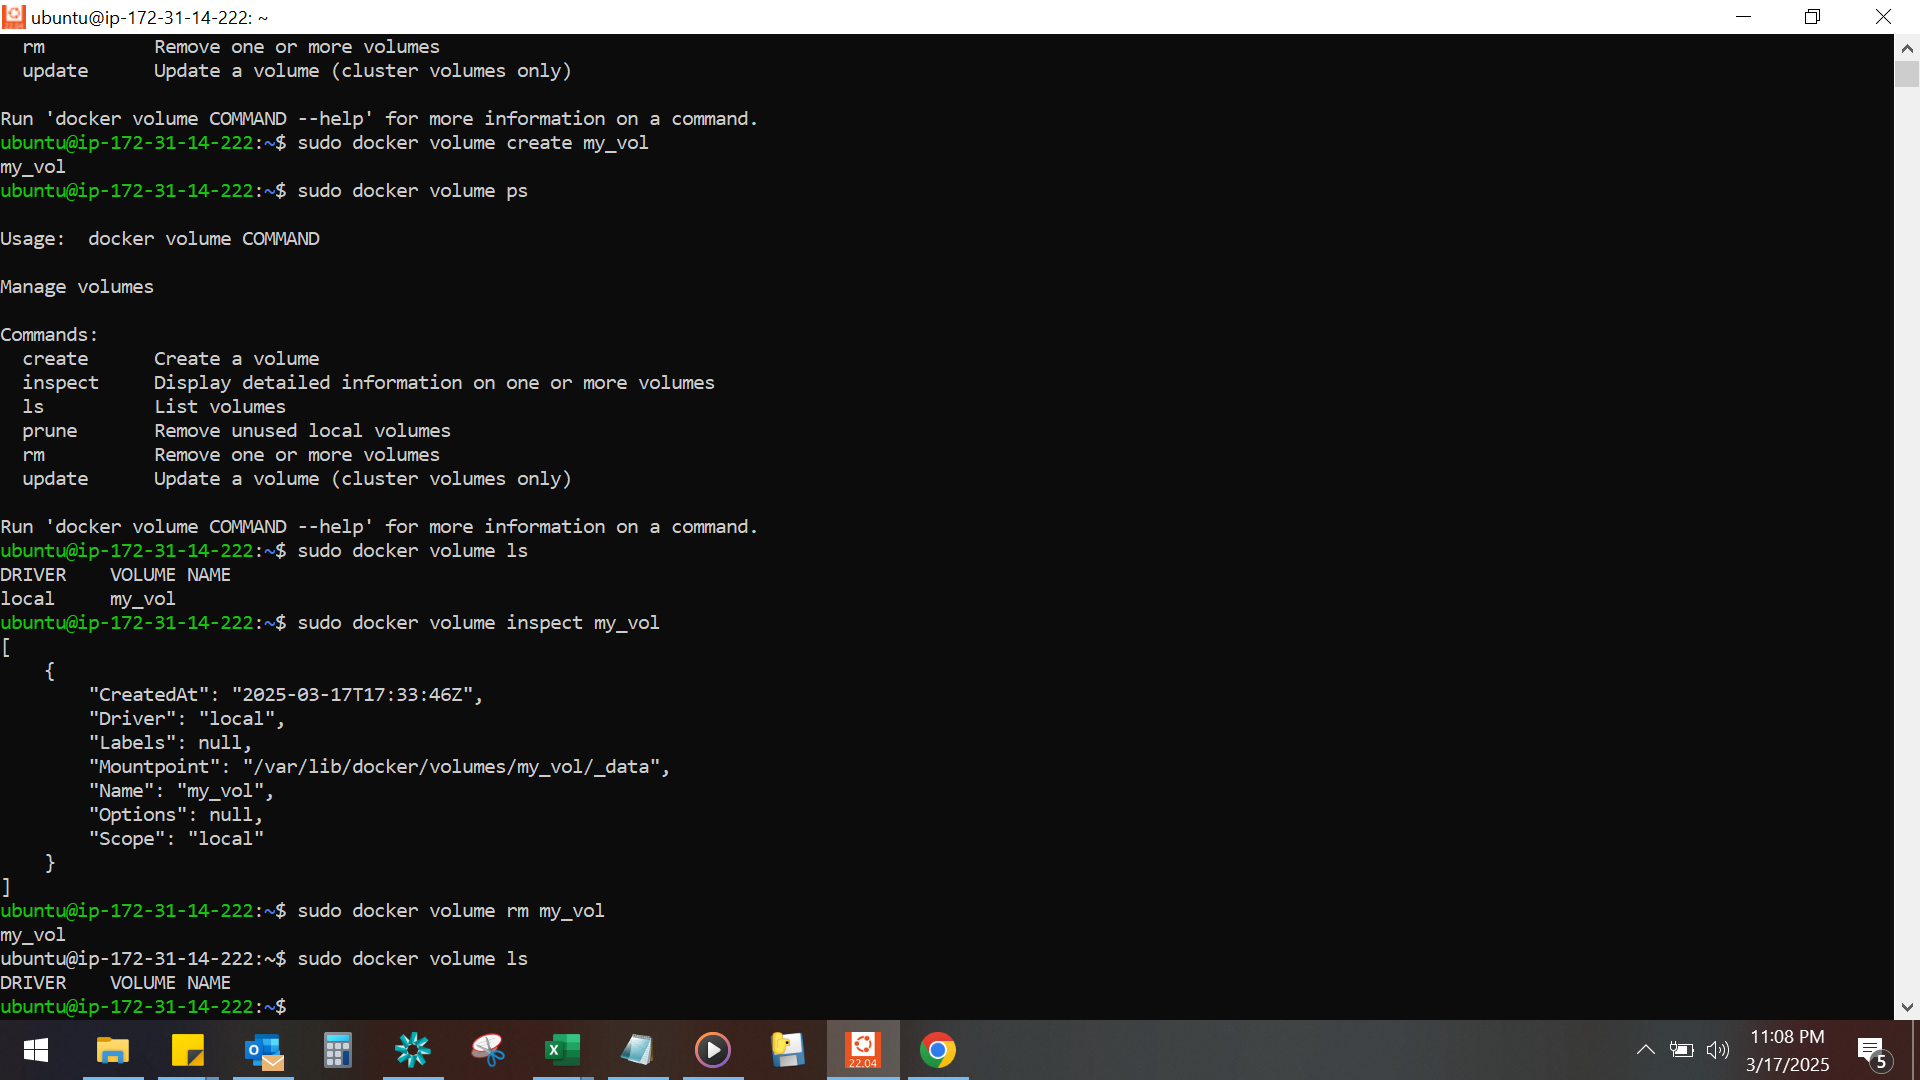 ubuntu@ip-172-31-14-222: ~
  rm          Remove one or more volumes
  update      Update a volume (cluster volumes only)
Run 'docker volume COMMAND --help' for more information on a command.
ubuntu@ip-172-31-14-222:~$ sudo docker volume create my_vol
my_vol
ubuntu@ip-172-31-14-222:~$ sudo docker volume ps
Usage:  docker volume COMMAND
Manage volumes
Commands:
  create      Create a volume
  inspect     Display detailed information on one or more volumes
  ls          List volumes
  prune       Remove unused local volumes
  rm          Remove one or more volumes
  update      Update a volume (cluster volumes only)
Run 'docker volume COMMAND --help' for more information on a command.
ubuntu@ip-172-31-14-222:~$ sudo docker volume ls
DRIVER    VOLUME NAME
local     my_vol
ubuntu@ip-172-31-14-222:~$ sudo docker volume inspect my_vol
[
    {
        "CreatedAt": "2025-03-17T17:33:46Z",
        "Driver": "local",
        "Labels": null,
        "Mountpoint": "/var/lib/docker/volumes/my_vol/_data",
        "Name": "my_vol",
        "Options": null,
        "Scope": "local"
    }
]
ubuntu@ip-172-31-14-222:~$ sudo docker volume rm my_vol
my_vol
ubuntu@ip-172-31-14-222:~$ sudo docker volume ls
DRIVER    VOLUME NAME
ubuntu@ip-172-31-14-222:~$
22.04
11:08 PM
3/17/2025
5